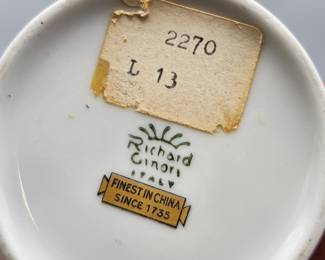 2270
L 13
Richard
Ginori
ITALY
FINEST IN CHINA
SINCE 1735